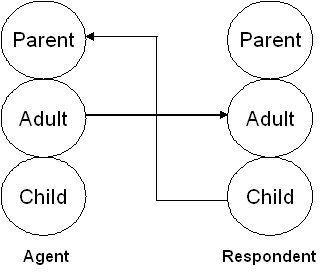 Parent Parent
Adult Adult
Child Child
Agent Respondent